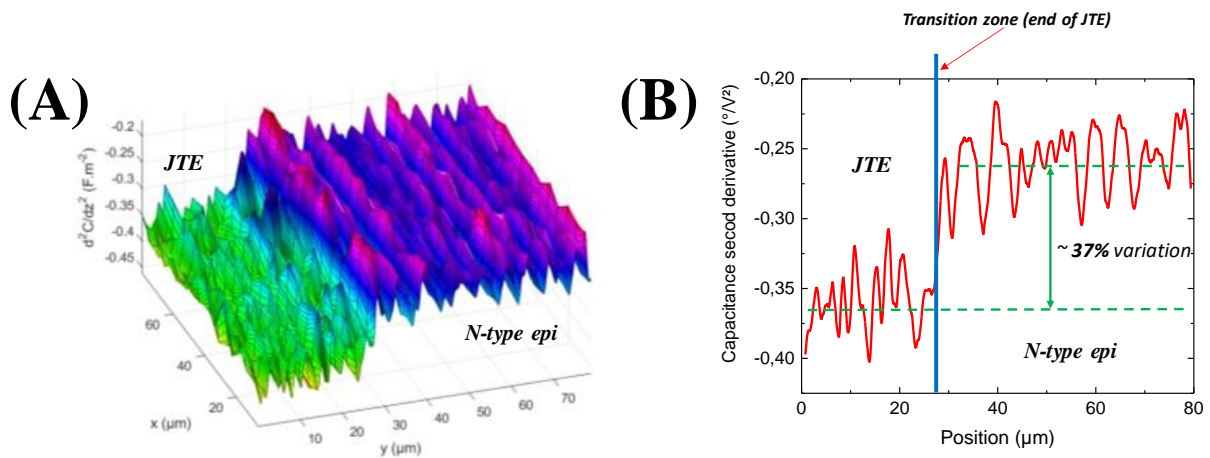 (A)
JTE
N-type epi
d²C/dz² (F.m⁻²)
-0.2
-0.25
-0.3
-0.35
-0.4
-0.45
60
40
20
x (µm)
10
20
30
40
50
60
70
y (µm)
(B)
Transition zone (end of JTE)
Capacitance secod derivative (°/V²)
-0,20
-0,25
-0,30
-0,35
-0,40
JTE
~ 37% variation
N-type epi
0
20
40
60
80
Position (µm)